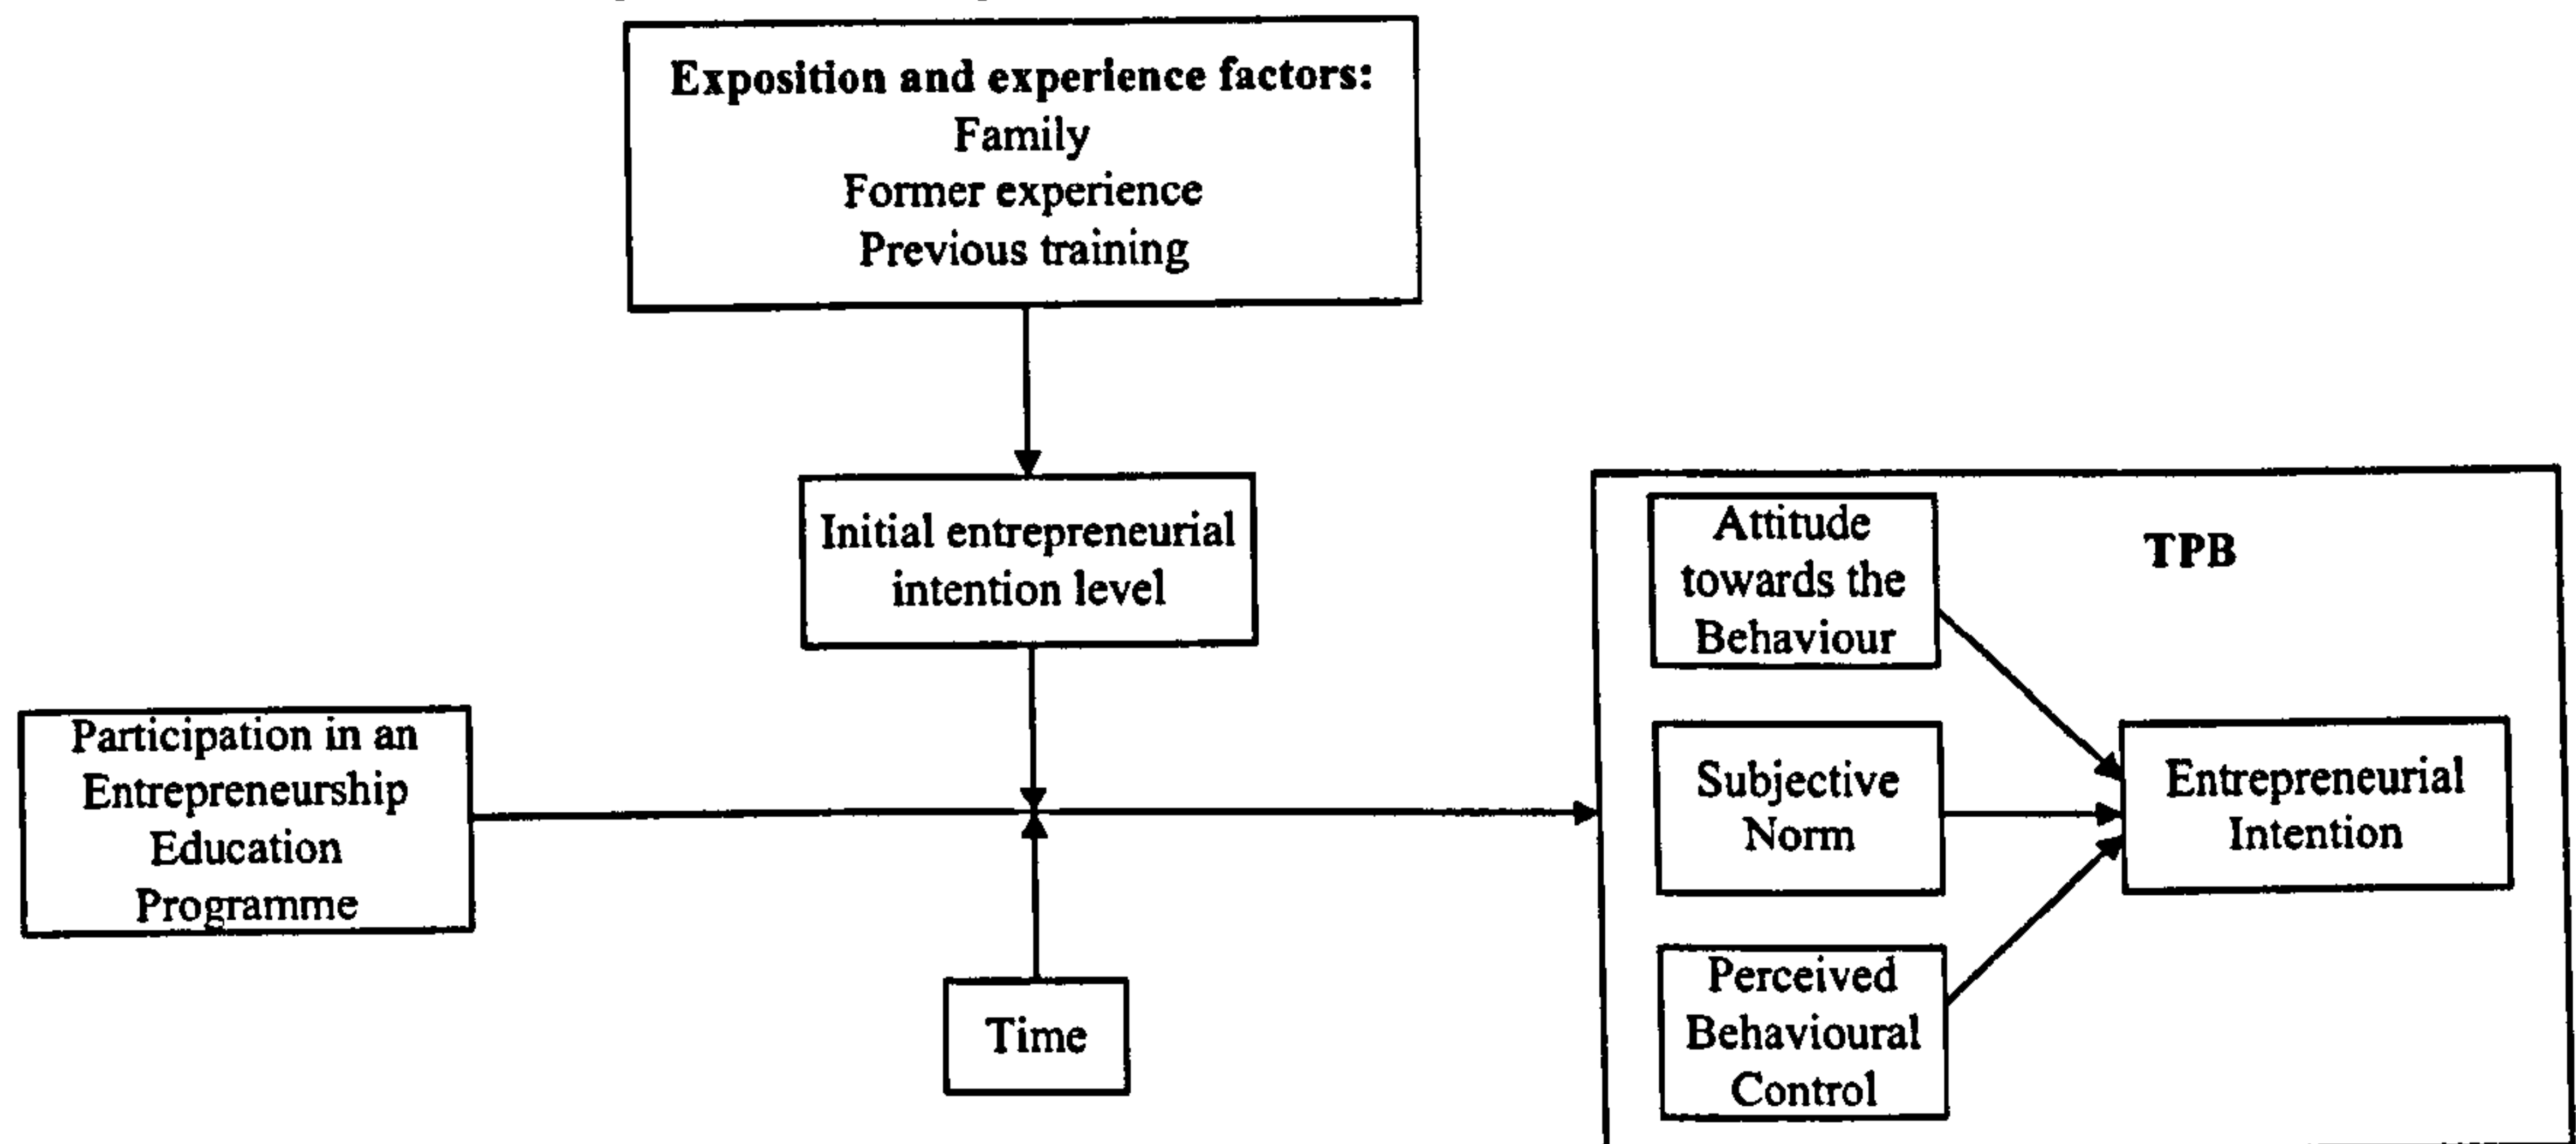 Exposition and experience factors:
Family
Former experience
Previous training
Initial entrepreneurial
intention level
Participation in an
Entrepreneurship
Education
Programme
Time
TPB
Attitude
towards the
Behaviour
Subjective
Norm
Perceived
Behavioural
Control
Entrepreneurial
Intention